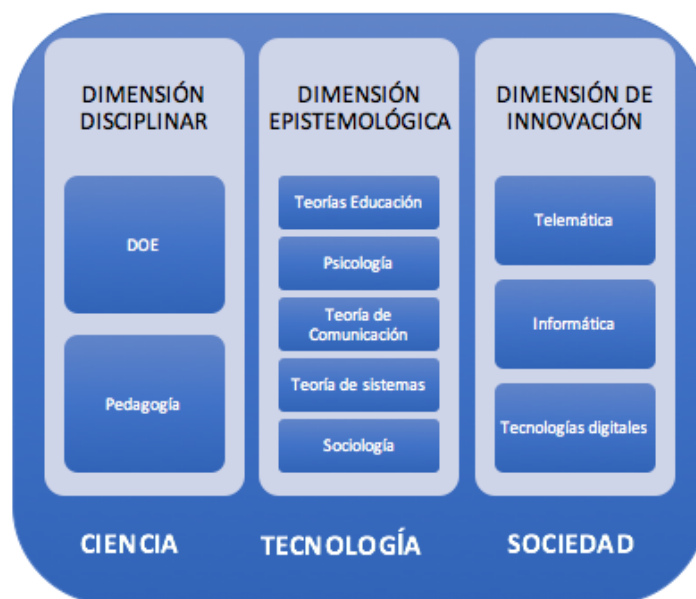 DIMENSIÓN
DISCIPLINAR
DOE
Pedagogía
DIMENSIÓN
EPISTEMOLÓGICA
Teorías Educación
Psicología
Teoría de
Comunicación
Teoría de sistemas
Sociología
DIMENSIÓN DE
INNOVACIÓN
Telemática
Informática
Tecnologías digitales
CIENCIA
TECNOLOGÍA
SOCIEDAD